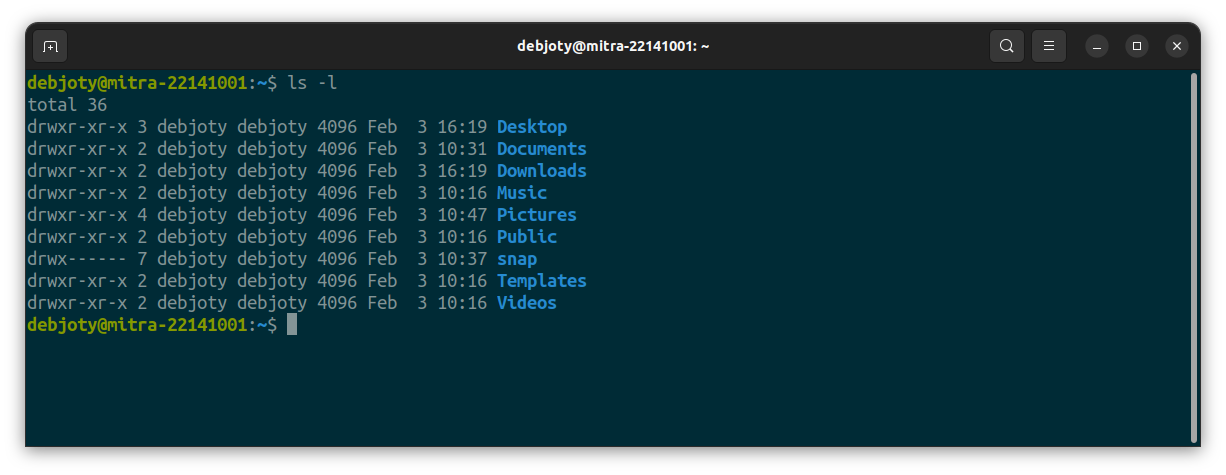 debjoty@mitra-22141001: ~
debjoty@mitra-22141001:~$ ls -l
total 36
drwxr-xr-x 3 debjoty debjoty 4096 Feb  3 16:19 Desktop
drwxr-xr-x 2 debjoty debjoty 4096 Feb  3 10:31 Documents
drwxr-xr-x 2 debjoty debjoty 4096 Feb  3 16:19 Downloads
drwxr-xr-x 2 debjoty debjoty 4096 Feb  3 10:16 Music
drwxr-xr-x 4 debjoty debjoty 4096 Feb  3 10:47 Pictures
drwxr-xr-x 2 debjoty debjoty 4096 Feb  3 10:16 Public
drwx------ 7 debjoty debjoty 4096 Feb  3 10:37 snap
drwxr-xr-x 2 debjoty debjoty 4096 Feb  3 10:16 Templates
drwxr-xr-x 2 debjoty debjoty 4096 Feb  3 10:16 Videos
debjoty@mitra-22141001:~$